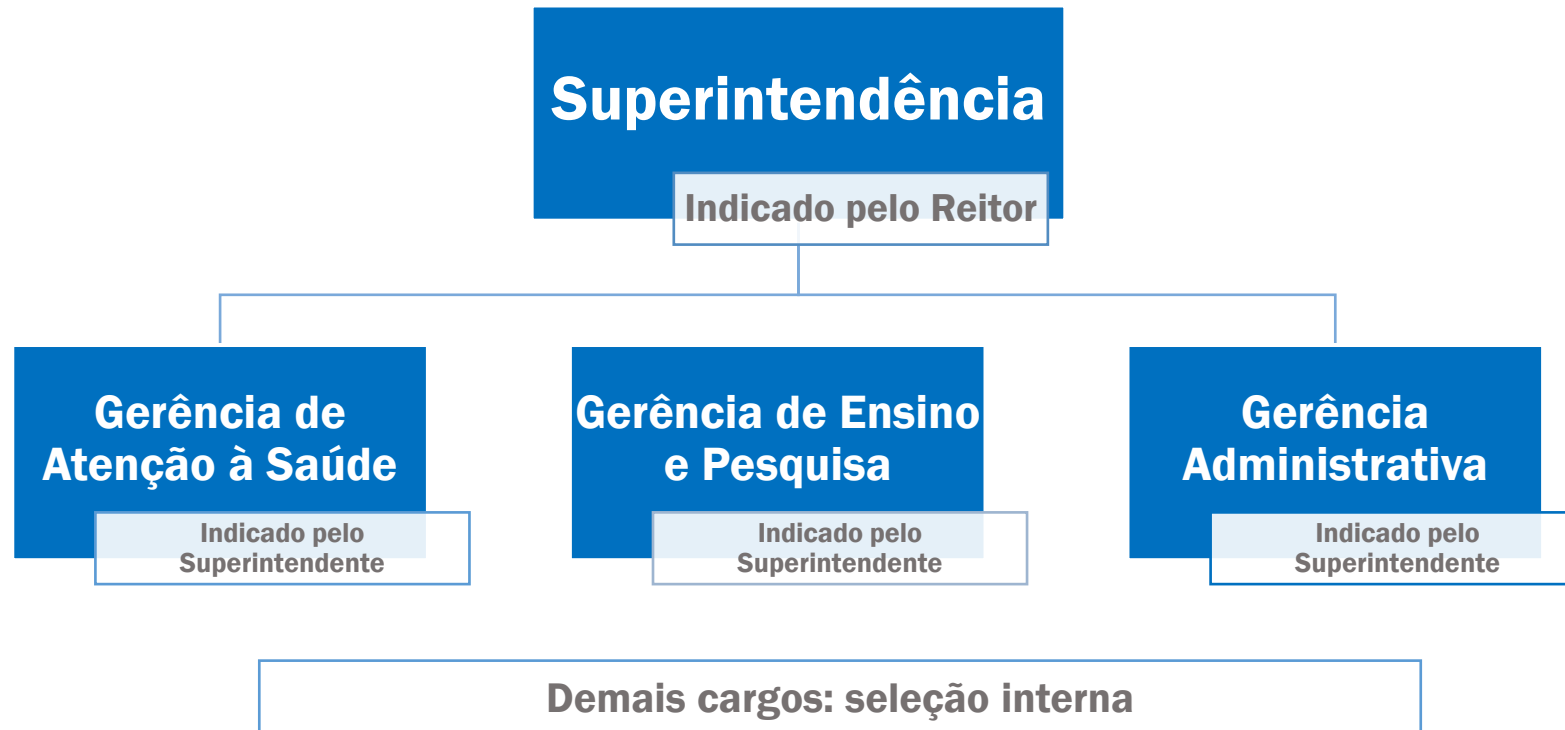 Superintendência
Indicado pelo Reitor
Gerência de
Atenção à Saúde
Indicado pelo
Superintendente
Gerência de Ensino
e Pesquisa
Indicado pelo
Superintendente
Gerência
Administrativa
Indicado pelo
Superintendente
Demais cargos: seleção interna